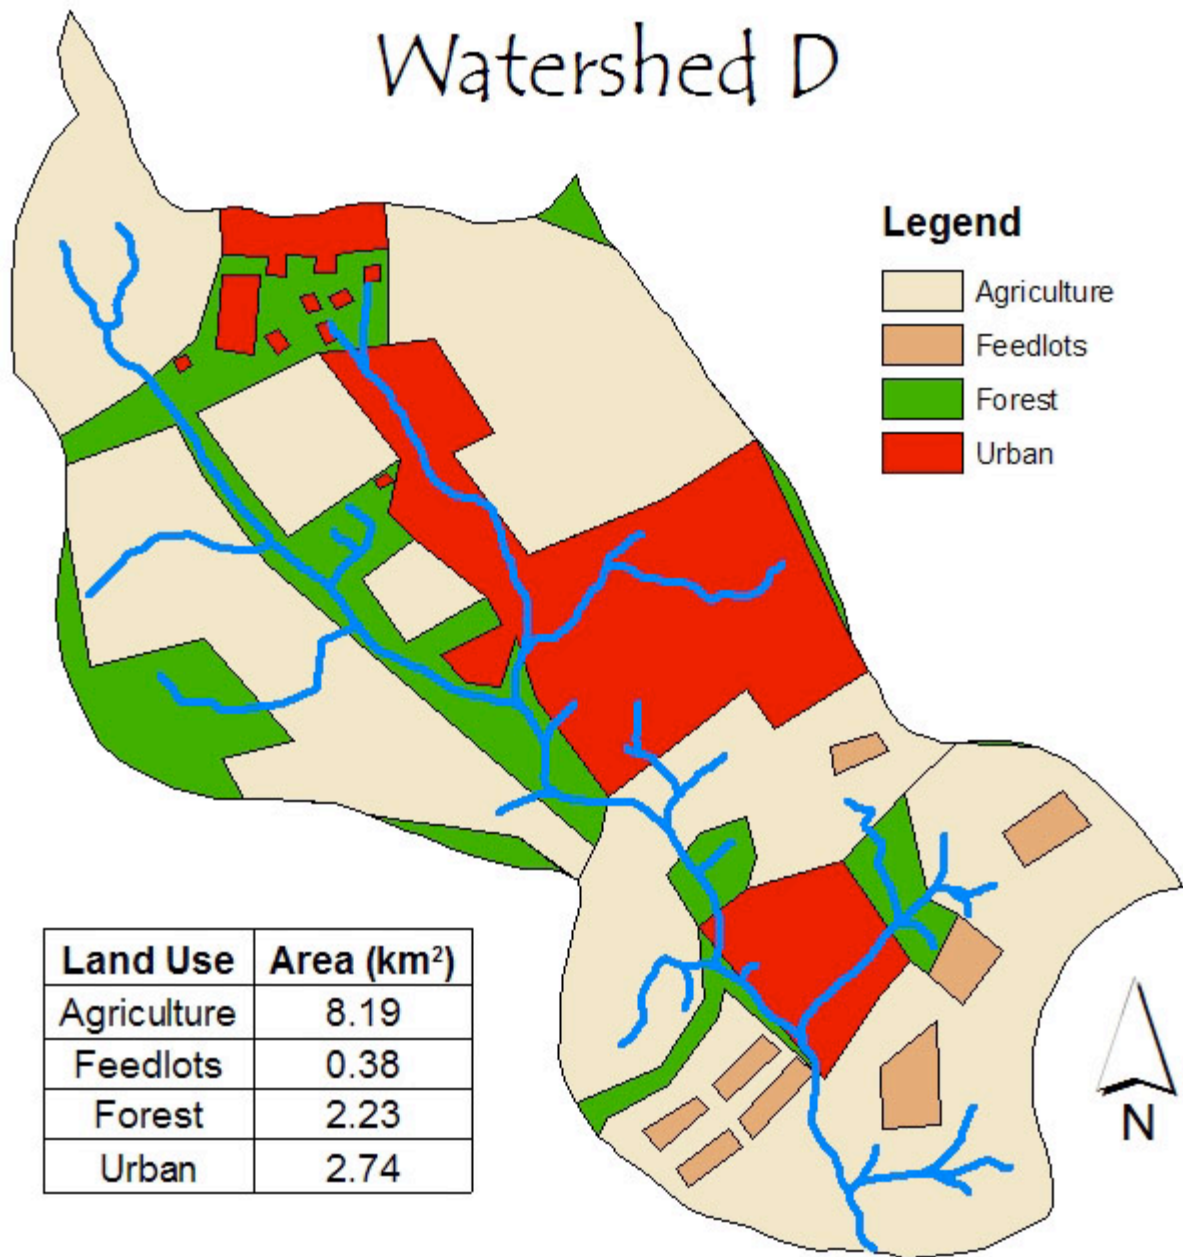 Watershed D
Legend
Agriculture
Feedlots
Forest
Urban
Land Use Area (km²)
Agriculture 8.19
Feedlots 0.38
Forest 2.23
Urban 2.74
N